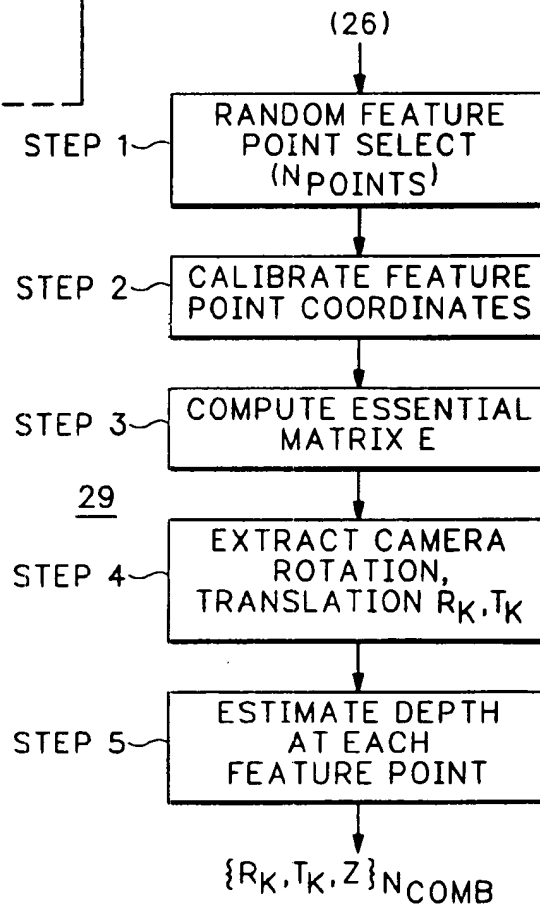 (26)
STEP 1
RANDOM FEATURE
POINT SELECT
(NPOINTS)
STEP 2
CALIBRATE FEATURE
POINT COORDINATES
STEP 3
COMPUTE ESSENTIAL
MATRIX E
29
STEP 4
EXTRACT CAMERA
ROTATION,
TRANSLATION RK,TK
STEP 5
ESTIMATE DEPTH
AT EACH
FEATURE POINT
{RK,TK,Z}NCOMB